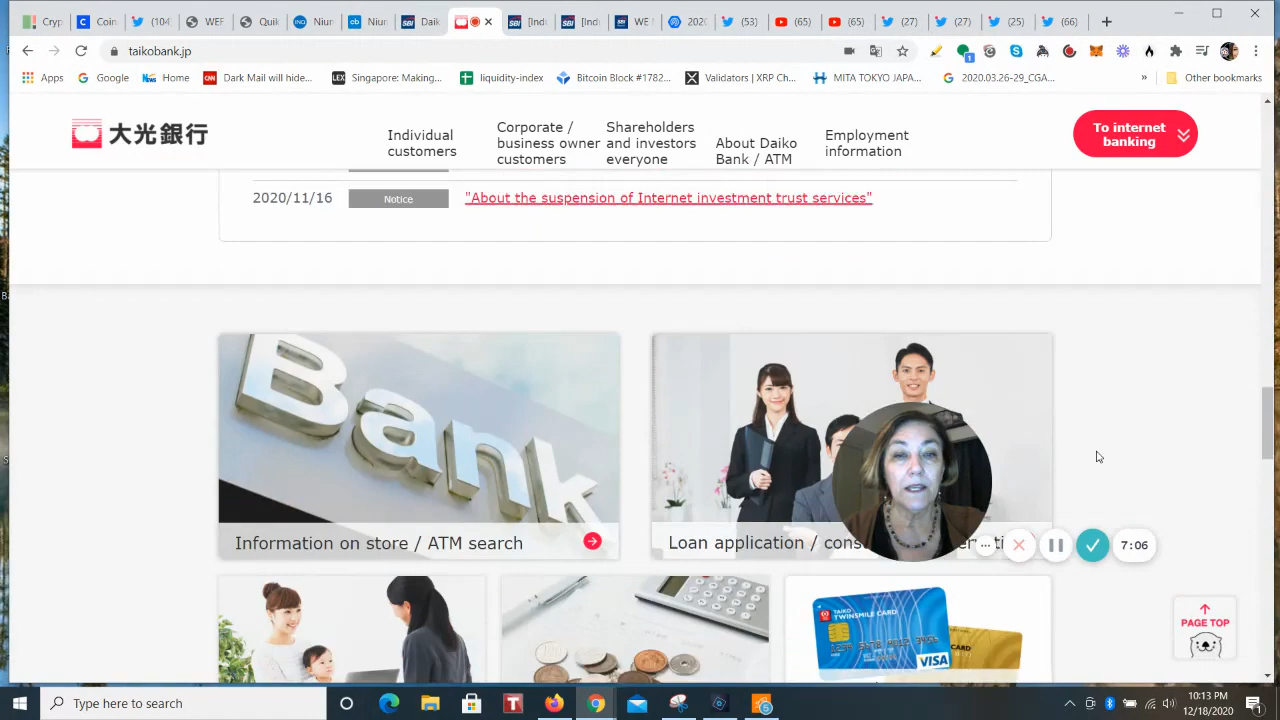 Cryp
Coin
(104
WEF
Quik
Niun
Niun
Daik
[Ind
[Ind
WE
2020
(53)
(65)
(65)
(27)
(27)
(25)
(66)
taikobank.jp
Apps
Google
Home
Dark Mail will hide...
Singapore: Making...
liquidity-index
Bitcoin Block #1782...
Validators | XRP Ch...
MITA TOKYO JAPA...
2020.03.26-29_CGA...
»
Other bookmarks
大光銀行
Individual
customers
Corporate /
business owner
customers
Shareholders
and investors
everyone
About Daiko
Bank / ATM
Employment
information
To internet
banking
2020/11/16
Notice
"About the suspension of Internet investment trust services"
Bank
Information on store / ATM search
Loan application / cons
7:06
TAIKO
TWINSMILE CARD
VISA
PAGE TOP
Type here to search
10:13 PM
12/18/2020